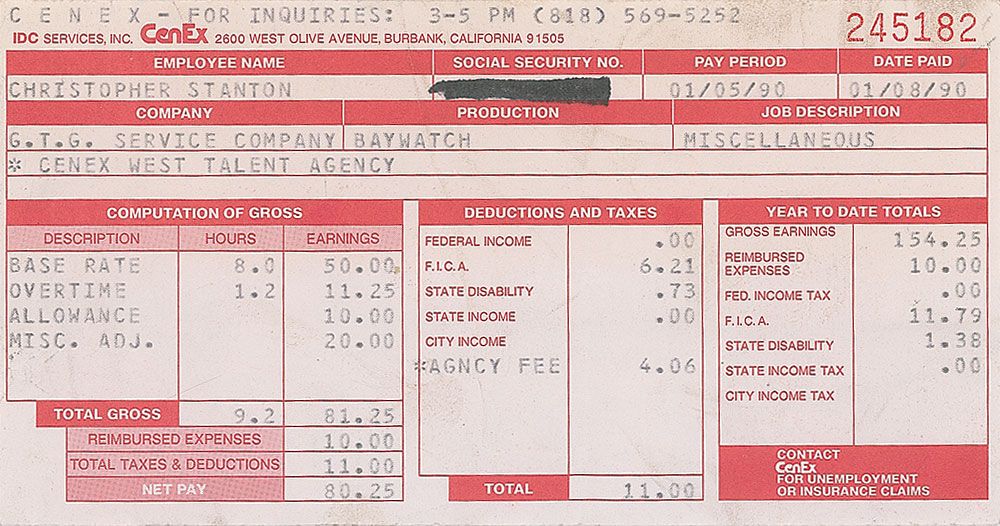 C E N E X - FOR INQUIRIES: 3-5 PM (818) 569-5252
IDC SERVICES, INC. CenEx 2600 WEST OLIVE AVENUE, BURBANK, CALIFORNIA 91505 245182
EMPLOYEE NAME SOCIAL SECURITY NO. PAY PERIOD DATE PAID
CHRISTOPHER STANTON 01/05/90 01/08/90
COMPANY PRODUCTION JOB DESCRIPTION
G.T.G. SERVICE COMPANY BAYWATCH MISCELLANEOUS
* CENEX WEST TALENT AGENCY
COMPUTATION OF GROSS
DESCRIPTION HOURS EARNINGS
BASE RATE 8.0 50.00
OVERTIME 1.2 11.25
ALLOWANCE 10.00
MISC. ADJ. 20.00
TOTAL GROSS 9.2 81.25
REIMBURSED EXPENSES 10.00
TOTAL TAXES & DEDUCTIONS 11.00
NET PAY 80.25
DEDUCTIONS AND TAXES
FEDERAL INCOME .00
F.I.C.A. 6.21
STATE DISABILITY .73
STATE INCOME .00
CITY INCOME
*AGNCY FEE 4.06
TOTAL 11.00
YEAR TO DATE TOTALS
GROSS EARNINGS 154.25
REIMBURSED
EXPENSES 10.00
FED. INCOME TAX .00
F.I.C.A. 11.79
STATE DISABILITY 1.38
STATE INCOME TAX .00
CITY INCOME TAX
CONTACT
CenEx
FOR UNEMPLOYMENT
OR INSURANCE CLAIMS